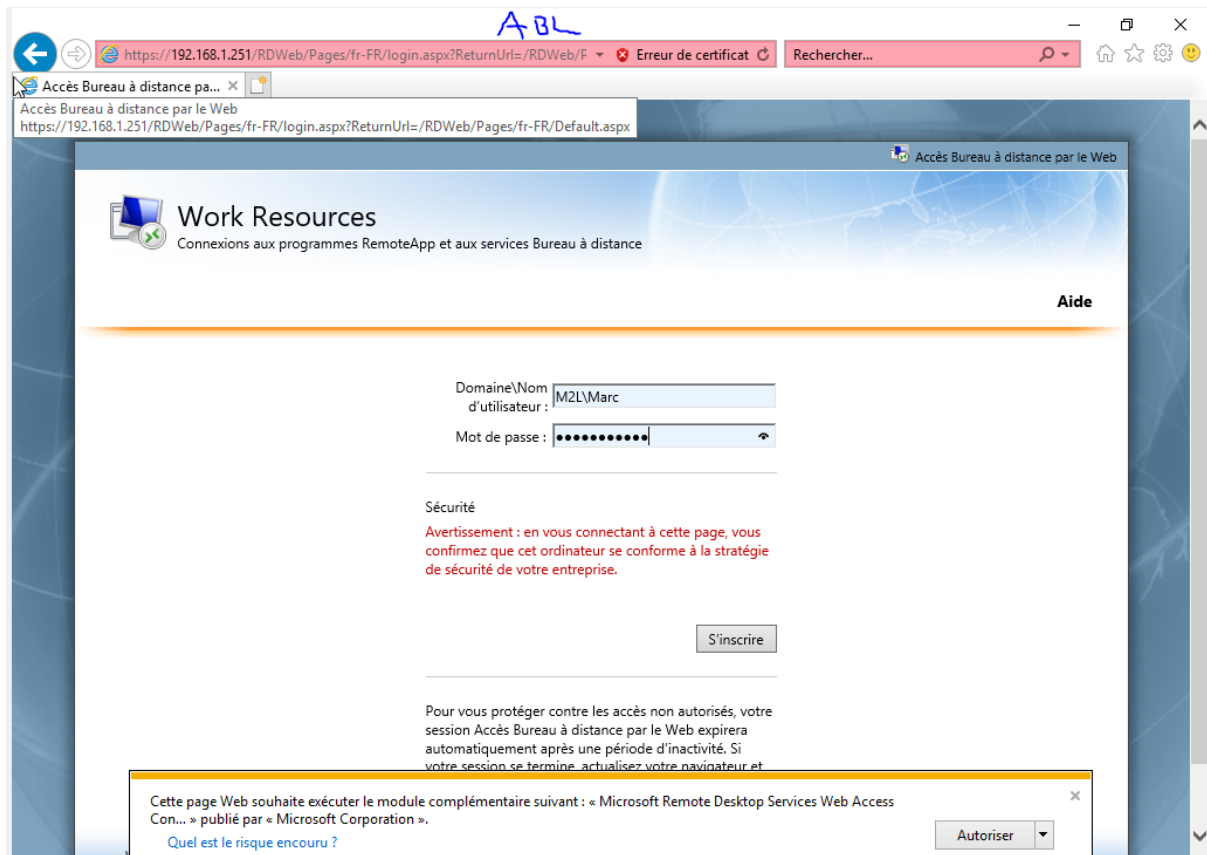 ABL
https://192.168.1.251/RDWeb/Pages/fr-FR/login.aspx?ReturnUrl=/RDWeb/P
Erreur de certificat
Rechercher...
Accès Bureau à distance pa...
Accès Bureau à distance par le Web
https://192.168.1.251/RDWeb/Pages/fr-FR/login.aspx?ReturnUrl=/RDWeb/Pages/fr-FR/Default.aspx
Accès Bureau à distance par le Web
Work Resources
Connexions aux programmes RemoteApp et aux services Bureau à distance
Aide
Domaine\Nom
d'utilisateur :
M2L\Marc
Mot de passe : ●●●●●●●●●●●
Sécurité
Avertissement : en vous connectant à cette page, vous
confirmez que cet ordinateur se conforme à la stratégie
de sécurité de votre entreprise.
S'inscrire
Pour vous protéger contre les accès non autorisés, votre
session Accès Bureau à distance par le Web expirera
automatiquement après une période d'inactivité. Si
votre session se termine, actualisez votre navigateur et
Cette page Web souhaite exécuter le module complémentaire suivant : « Microsoft Remote Desktop Services Web Access
Con... » publié par « Microsoft Corporation ».
Quel est le risque encouru ?
Autoriser